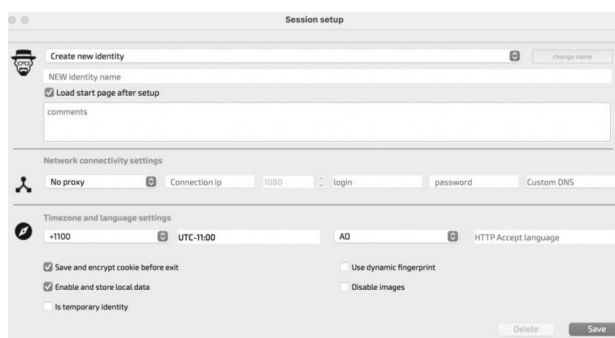 Session setup
Create new identity
change name
NEW identity name
Load start page after setup
comments
Network connectivity settings
No proxy Connection ip 1080 login password Custom DNS
Timezone and language settings
+1100 UTC-11:00 AD HTTP Accept language
Save and encrypt cookie before exit Use dynamic fingerprint
Enable and store local data Disable images
Is temporary identity
Delete Save